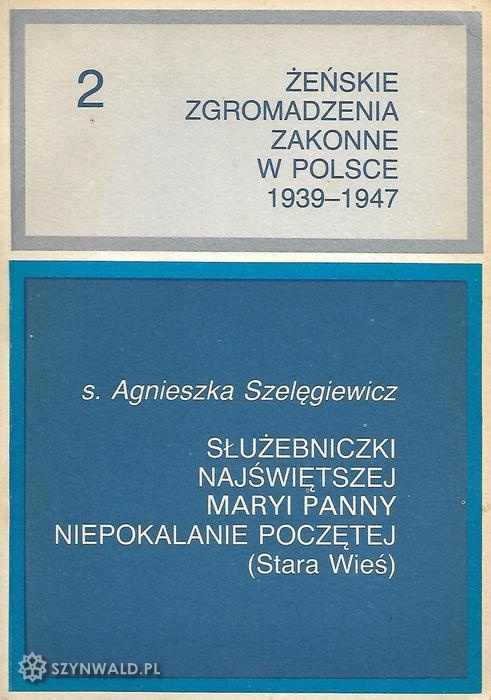 2
ŻEŃSKIE
ZGROMADZENIA
ZAKONNE
W POLSCE
1939–1947
s. Agnieszka Szelęgiewicz
SŁUŻEBNICZKI
NAJŚWIĘTSZEJ
MARYI PANNY
NIEPOKALANIE POCZĘTEJ
(Stara Wieś)
SZYNWALD.PL